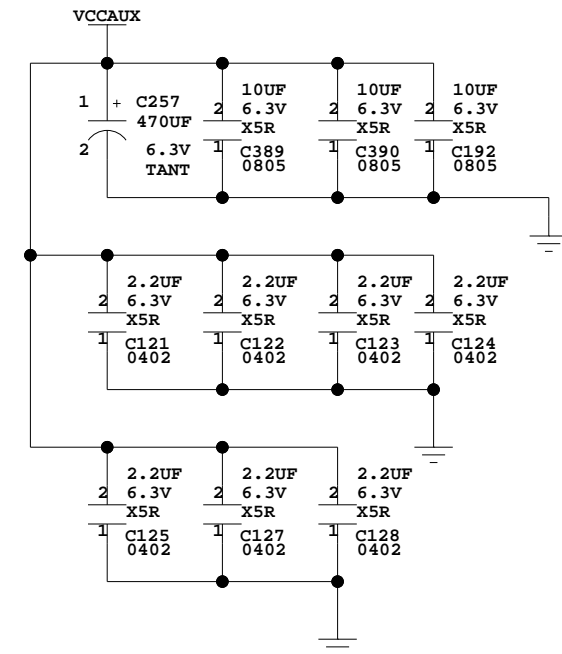 VCCAUX
1 + C257
470UF
2 6.3V
TANT
10UF
2 6.3V
X5R
1 C389
0805
10UF
2 6.3V
X5R
1 C390
0805
10UF
2 6.3V
X5R
1 C192
0805
2.2UF
2 6.3V
X5R
1 C121
0402
2.2UF
2 6.3V
X5R
1 C122
0402
2.2UF
2 6.3V
X5R
1 C123
0402
2.2UF
2 6.3V
X5R
1 C124
0402
2.2UF
2 6.3V
X5R
1 C125
0402
2.2UF
2 6.3V
X5R
1 C127
0402
2.2UF
2 6.3V
X5R
1 C128
0402